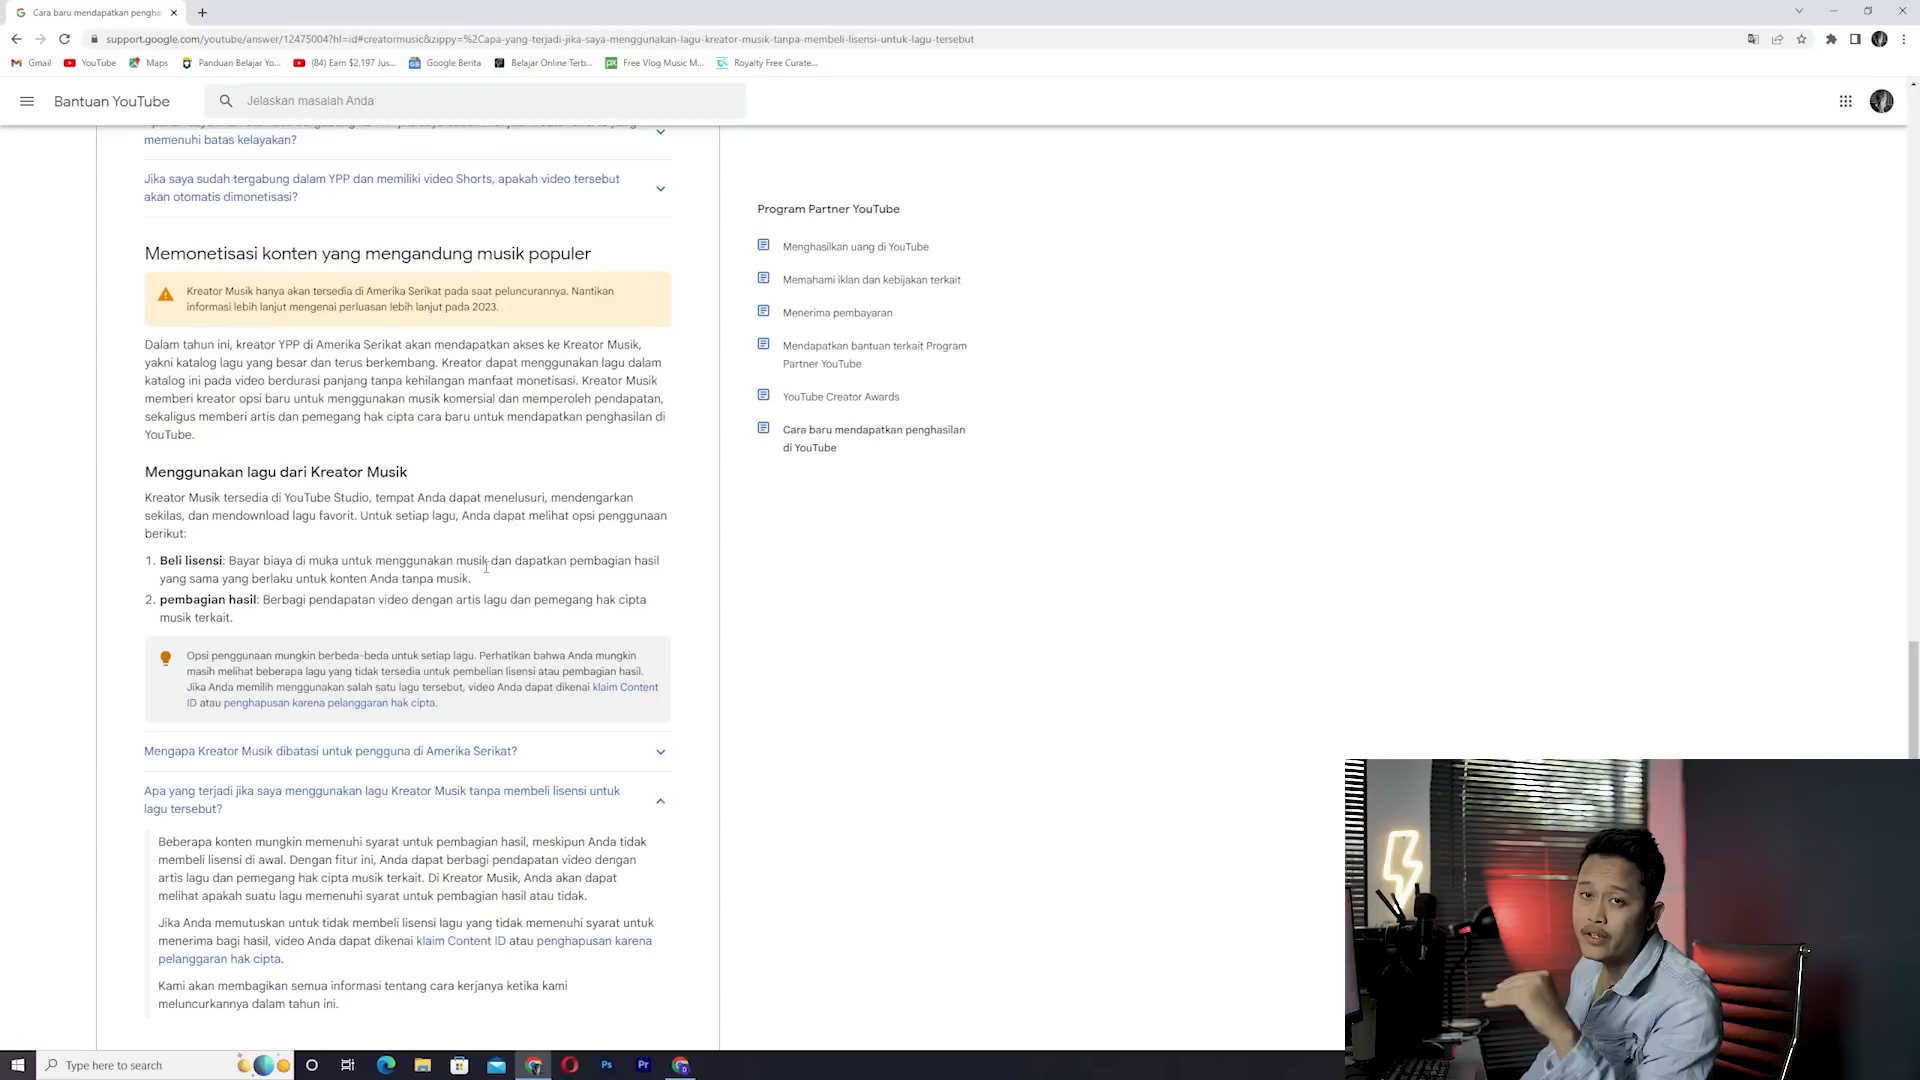 Cara baru mendapatkan pengha
support.google.com/youtube/answer/12475004?hl=id#creatormusic&zippy=%2Capa-yang-terjadi-jika-saya-menggunakan-lagu-kreator-musik-tanpa-membeli-lisensi-untuk-lagu-tersebut
Gmail YouTube Maps Panduan Belajar Yo... (84) Earn $2,197 Jus... Google Berita Belajar Online Terb... Free Vlog Music M... Royalty Free Curate...
Bantuan YouTube Jelaskan masalah Anda
memenuhi batas kelayakan?
Jika saya sudah tergabung dalam YPP dan memiliki video Shorts, apakah video tersebut
akan otomatis dimonetisasi?
Memonetisasi konten yang mengandung musik populer
Kreator Musik hanya akan tersedia di Amerika Serikat pada saat peluncurannya. Nantikan
informasi lebih lanjut mengenai perluasan lebih lanjut pada 2023.
Dalam tahun ini, kreator YPP di Amerika Serikat akan mendapatkan akses ke Kreator Musik,
yakni katalog lagu yang besar dan terus berkembang. Kreator dapat menggunakan lagu dalam
katalog ini pada video berdurasi panjang tanpa kehilangan manfaat monetisasi. Kreator Musik
memberi kreator opsi baru untuk menggunakan musik komersial dan memperoleh pendapatan,
sekaligus memberi artis dan pemegang hak cipta cara baru untuk mendapatkan penghasilan di
YouTube.
Menggunakan lagu dari Kreator Musik
Kreator Musik tersedia di YouTube Studio, tempat Anda dapat menelusuri, mendengarkan
sekilas, dan mendownload lagu favorit. Untuk setiap lagu, Anda dapat melihat opsi penggunaan
berikut:
1. Beli lisensi: Bayar biaya di muka untuk menggunakan musik dan dapatkan pembagian hasil
yang sama yang berlaku untuk konten Anda tanpa musik.
2. pembagian hasil: Berbagi pendapatan video dengan artis lagu dan pemegang hak cipta
musik terkait.
Opsi penggunaan mungkin berbeda-beda untuk setiap lagu. Perhatikan bahwa Anda mungkin
masih melihat beberapa lagu yang tidak tersedia untuk pembelian lisensi atau pembagian hasil.
Jika Anda memilih menggunakan salah satu lagu tersebut, video Anda dapat dikenai klaim Content
ID atau penghapusan karena pelanggaran hak cipta.
Mengapa Kreator Musik dibatasi untuk pengguna di Amerika Serikat?
Apa yang terjadi jika saya menggunakan lagu Kreator Musik tanpa membeli lisensi untuk
lagu tersebut?
Beberapa konten mungkin memenuhi syarat untuk pembagian hasil, meskipun Anda tidak
membeli lisensi di awal. Dengan fitur ini, Anda dapat berbagi pendapatan video dengan
artis lagu dan pemegang hak cipta musik terkait. Di Kreator Musik, Anda akan dapat
melihat apakah suatu lagu memenuhi syarat untuk pembagian hasil atau tidak.
Jika Anda memutuskan untuk tidak membeli lisensi lagu yang tidak memenuhi syarat untuk
menerima bagi hasil, video Anda dapat dikenai klaim Content ID atau penghapusan karena
pelanggaran hak cipta.
Kami akan membagikan semua informasi tentang cara kerjanya ketika kami
meluncurkannya dalam tahun ini.
Program Partner YouTube
Menghasilkan uang di YouTube
Memahami iklan dan kebijakan terkait
Menerima pembayaran
Mendapatkan bantuan terkait Program
Partner YouTube
YouTube Creator Awards
Cara baru mendapatkan penghasilan
di YouTube
Type here to search
Ps
Pr